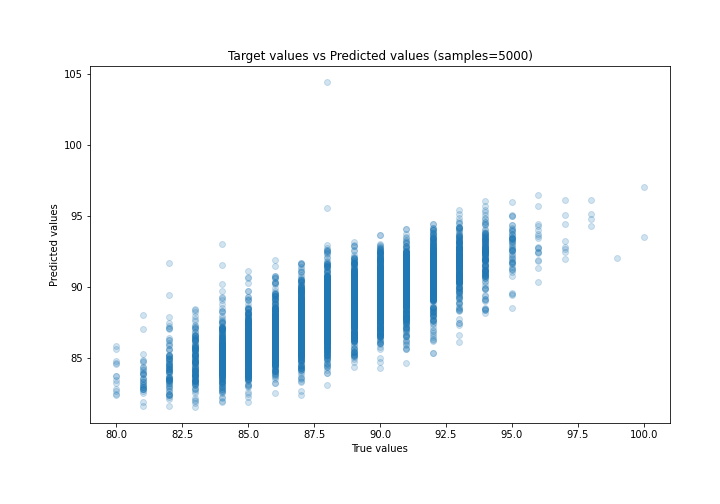 Target values vs Predicted values (samples=5000)
105
100
95
90
85
Predicted values
80.0 82.5 85.0 87.5 90.0 92.5 95.0 97.5 100.0
True values